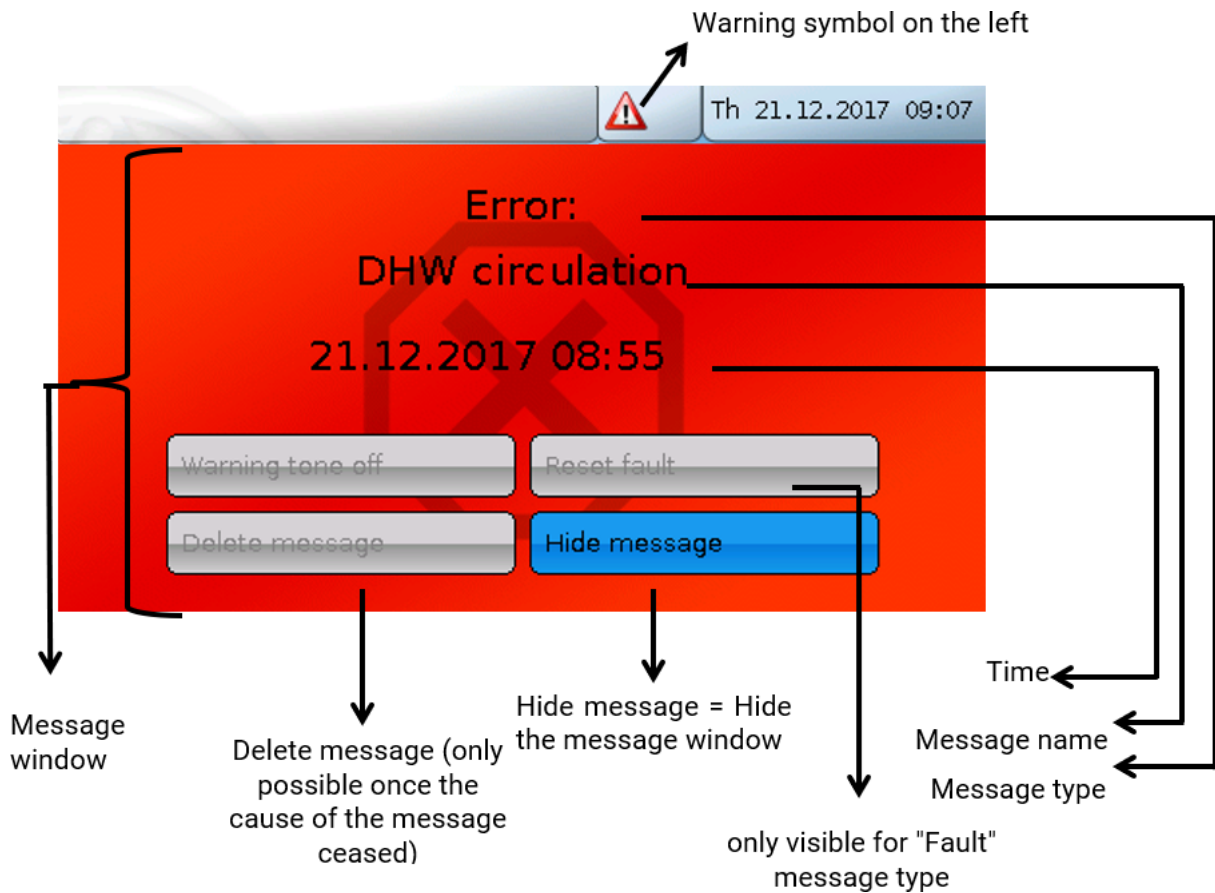 Warning symbol on the left
Th 21.12.2017 09:07
Error:
DHW circulation
21.12.2017 08:55
Warning tone off
Reset fault
Delete message
Hide message
Time
Message
window
Hide message = Hide
the message window
Message name
Delete message (only
possible once the
cause of the message
ceased)
Message type
only visible for "Fault"
message type